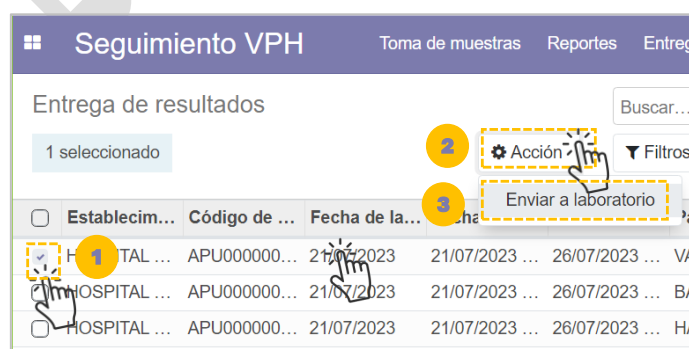 Seguimiento VPH Toma de muestras Reportes Entreg
Entrega de resultados Buscar...
1 seleccionado 2 Acción Filtros
3 Enviar a laboratorio
Establecim... Código de ... Fecha de la...
1 HOSPITAL ... APU000000... 21/07/2023 21/07/2023 ... 26/07/2023 ... VA
HOSPITAL ... APU000000... 21/07/2023 21/07/2023 ... 26/07/2023 ... BA
HOSPITAL ... APU000000... 21/07/2023 21/07/2023 ... 26/07/2023 ... HA